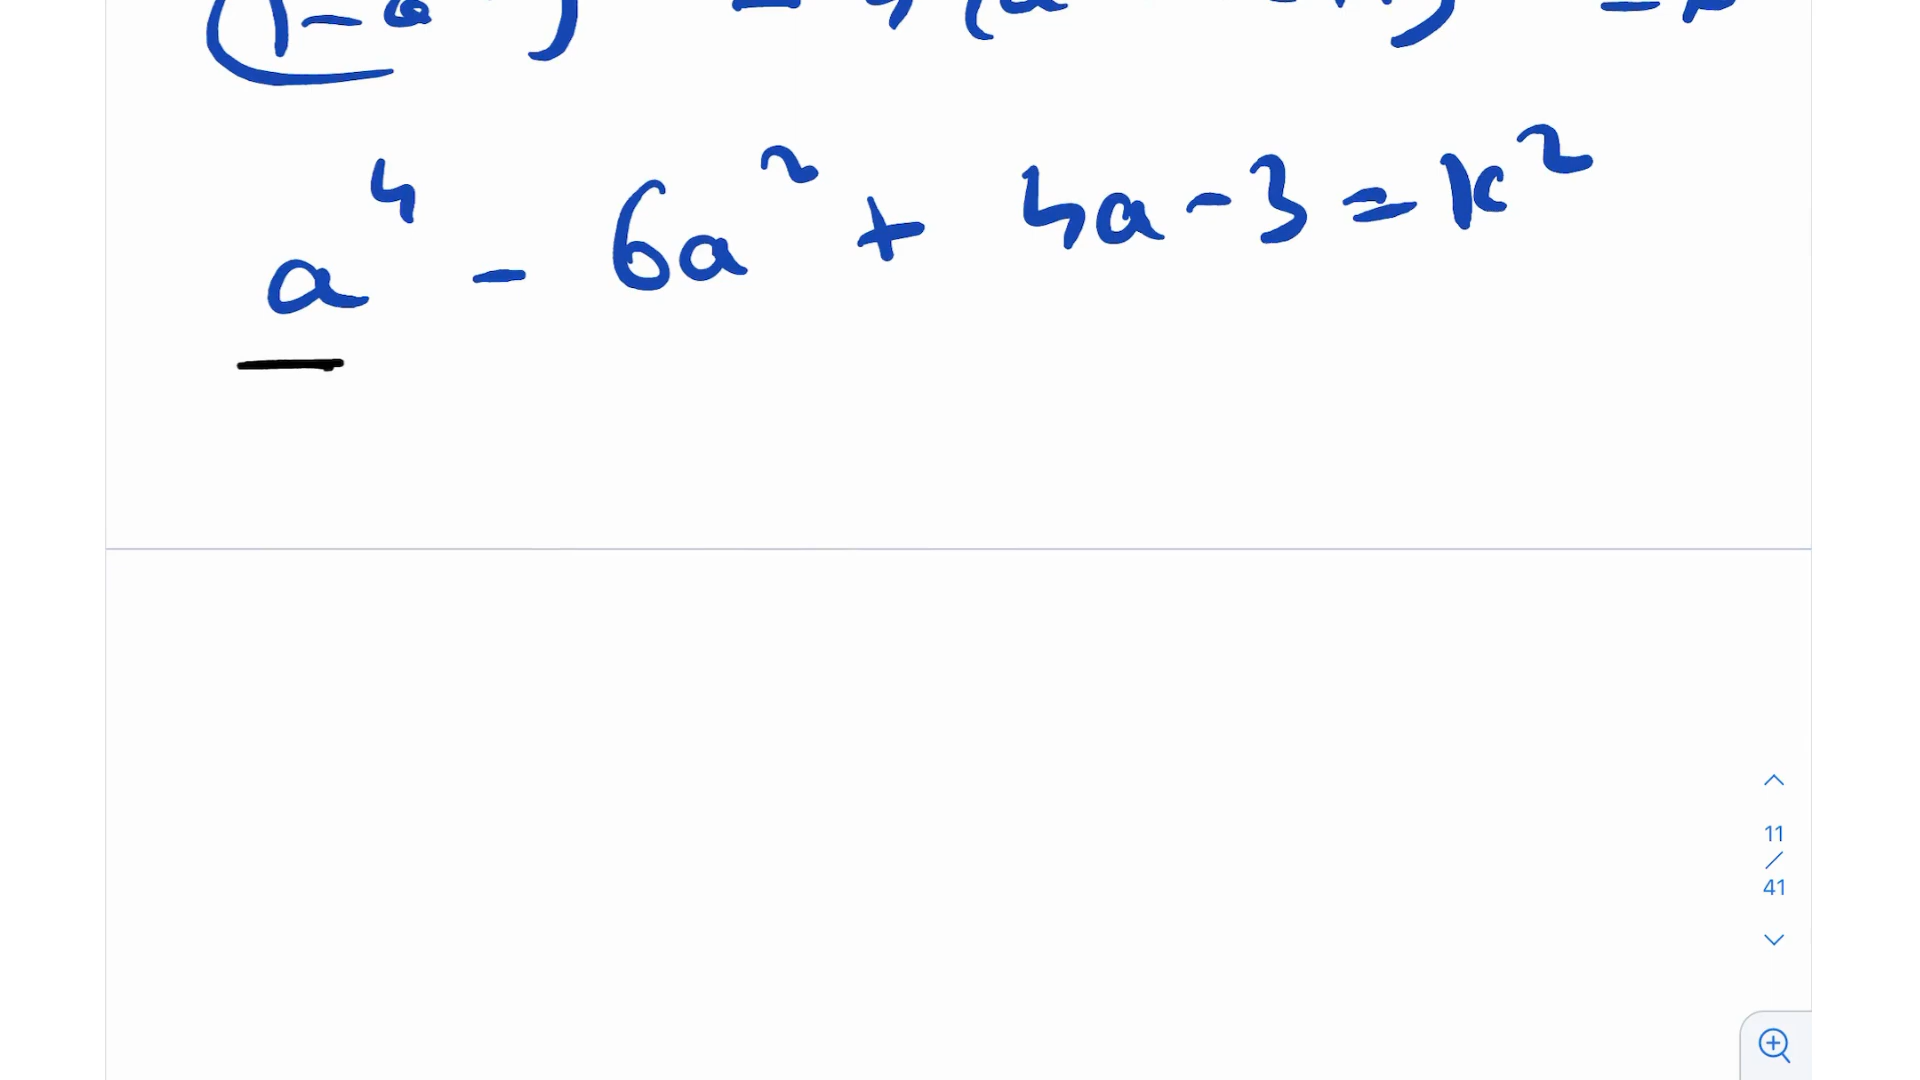 a⁴ - 6a² + 4a - 3 = k²
11
/
41